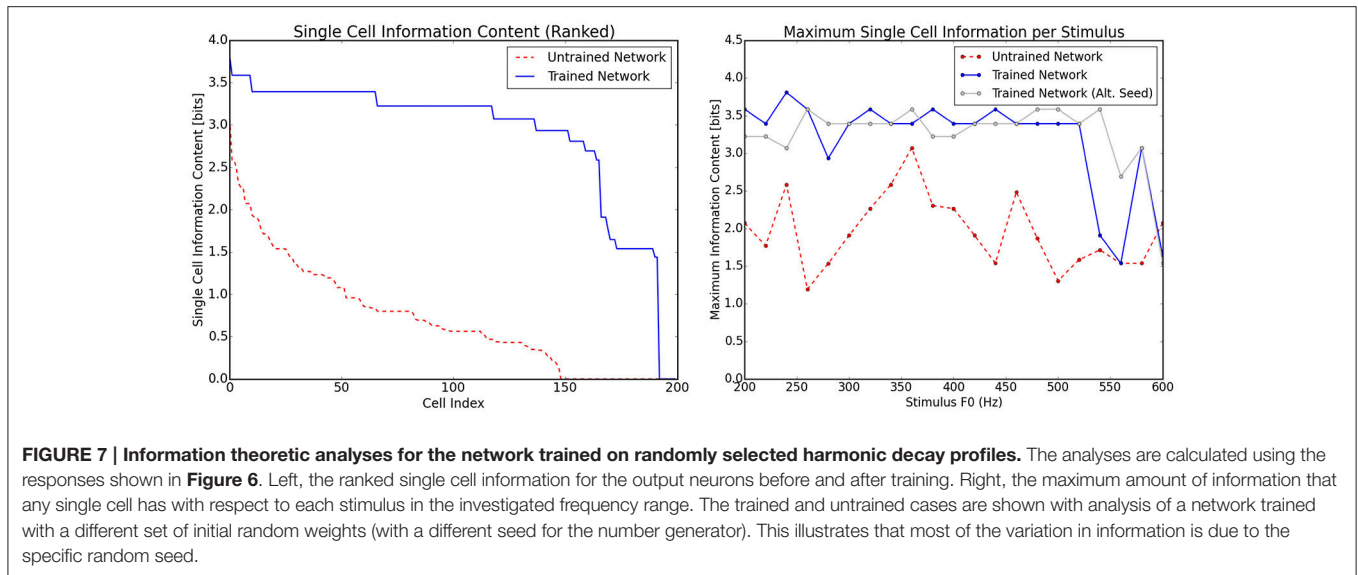 Single Cell Information Content (Ranked)
4.0
3.5
3.0
2.5
2.0
1.5
1.0
0.5
0.0
Single Cell Information Content [bits]
Untrained Network
Trained Network
0
50
100
150
200
Cell Index
Maximum Single Cell Information per Stimulus
4.5
4.0
3.5
3.0
2.5
2.0
1.5
1.0
0.5
0.0
Maximum Information Content [bits]
Untrained Network
Trained Network
Trained Network (Alt. Seed)
200
250
300
350
400
450
500
550
600
Stimulus F0 (Hz)
FIGURE 7 | Information theoretic analyses for the network trained on randomly selected harmonic decay profiles. The analyses are calculated using the
responses shown in Figure 6. Left, the ranked single cell information for the output neurons before and after training. Right, the maximum amount of information that
any single cell has with respect to each stimulus in the investigated frequency range. The trained and untrained cases are shown with analysis of a network trained
with a different set of initial random weights (with a different seed for the number generator). This illustrates that most of the variation in information is due to the
specific random seed.